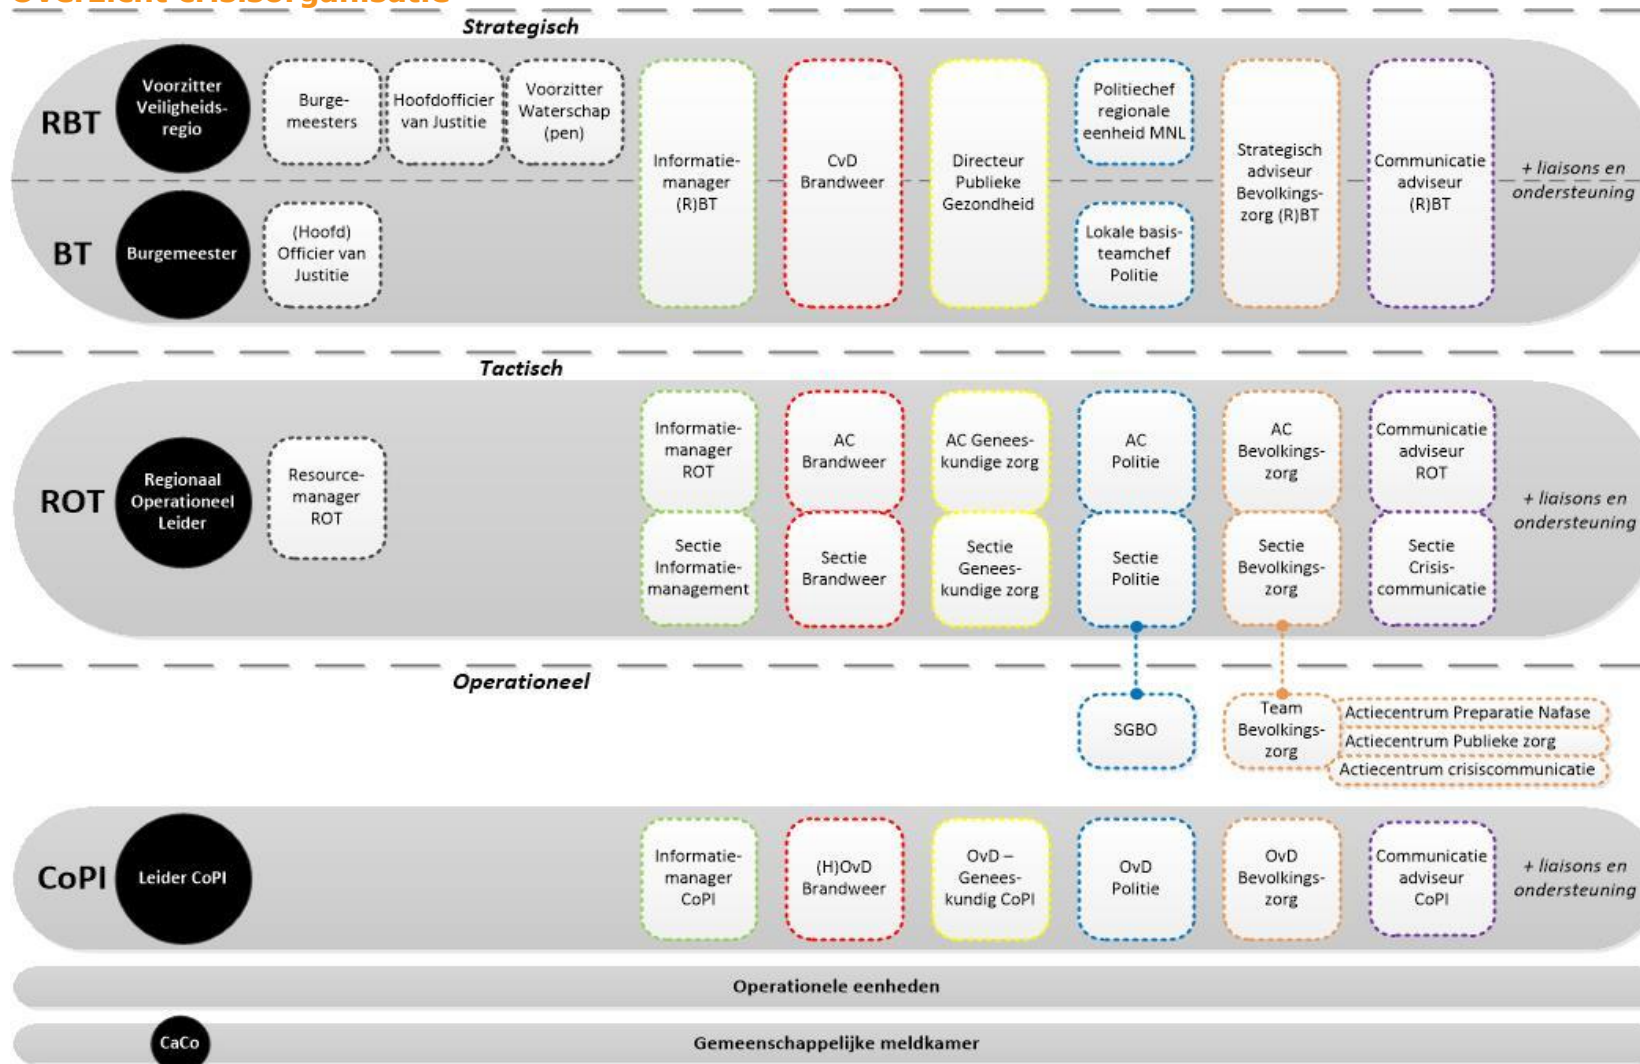 Overzicht crisisorganisatie
Strategisch
RBT
Voorzitter
Veiligheids-
regio
Burge-
meesters
Hoofdofficier
van Justitie
Voorzitter
Waterschap
(pen)
Informatie-
manager
(R)BT
CvD
Brandweer
Directeur
Publieke
Gezondheid
Politiechef
regionale
eenheid MNL
Strategisch
adviseur
Bevolkings-
zorg (R)BT
Communicatie
adviseur
(R)BT
+ liaisons en
ondersteuning
BT
Burgemeester
(Hoofd)
Officier van
Justitie
Lokale basis-
teamchef
Politie
Tactisch
ROT
Regionaal
Operationeel
Leider
Resource-
manager
ROT
Informatie-
manager
ROT
AC
Brandweer
AC Genees-
kundige zorg
AC
Politie
AC
Bevolkings-
zorg
Communicatie
adviseur
ROT
+ liaisons en
ondersteuning
Sectie
Informatie-
management
Sectie
Brandweer
Sectie
Genees-
kundige zorg
Sectie
Politie
Sectie
Bevolkings-
zorg
Sectie
Crisis-
communicatie
Operationeel
SGBO
Team
Bevolkings-
zorg
Actiecentrum Preparatie Nafase
Actiecentrum Publieke zorg
Actiecentrum crisiscommunicatie
CoPI
Leider CoPI
Informatie-
manager
CoPI
(H)OvD
Brandweer
OvD –
Genees-
kundig CoPI
OvD
Politie
OvD
Bevolkings-
zorg
Communicatie
adviseur
CoPI
+ liaisons en
ondersteuning
Operationele eenheden
CaCo
Gemeenschappelijke meldkamer